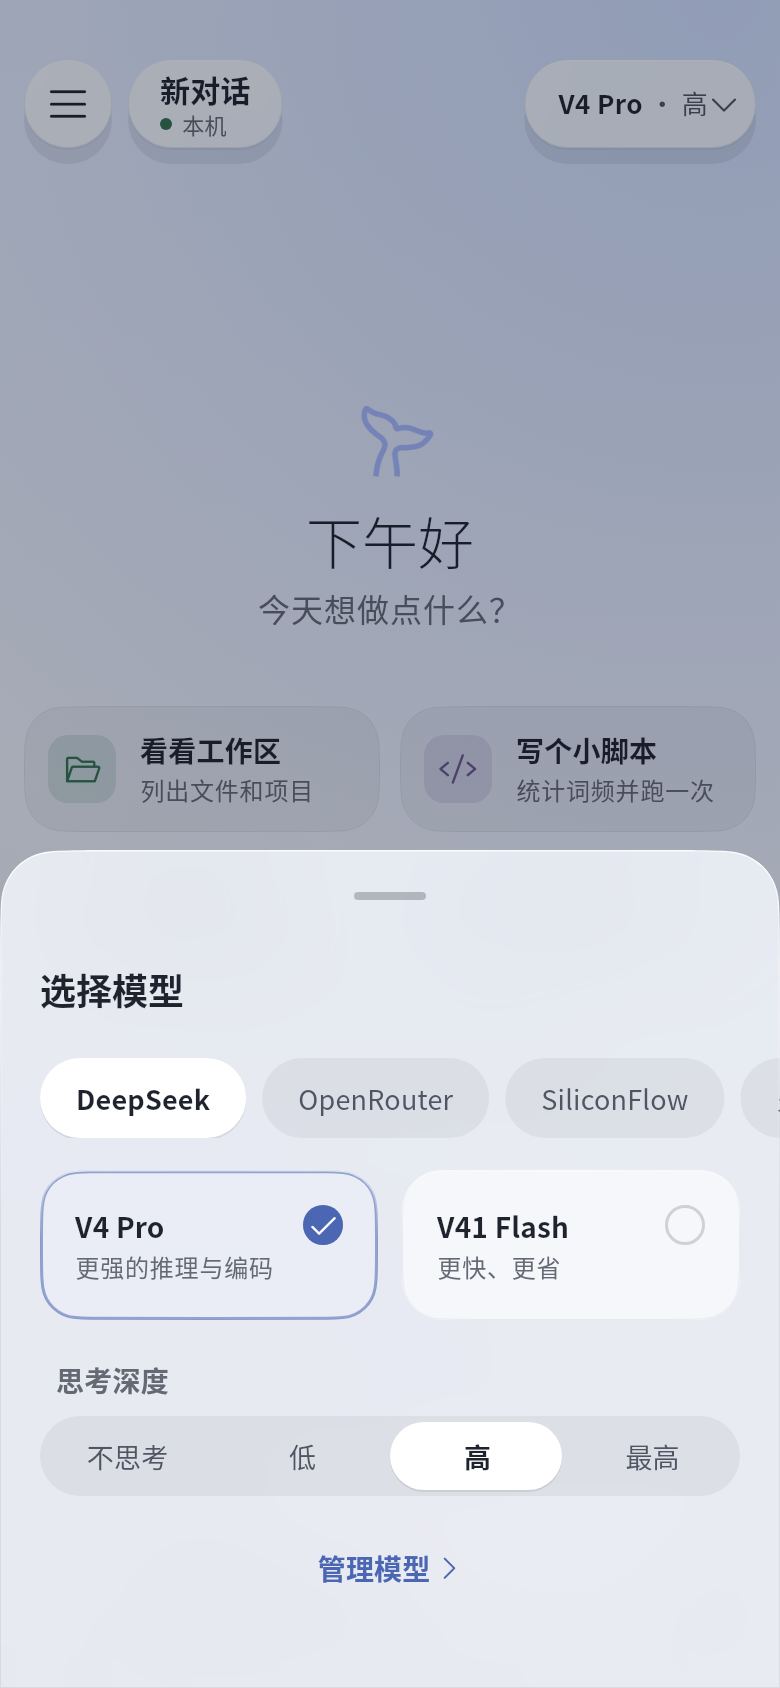 新对话
本机
V4 Pro · 高
下午好
今天想做点什么？
看看工作区
列出文件和项目
写个小脚本
统计词频并跑一次
选择模型
DeepSeek
OpenRouter
SiliconFlow
V4 Pro
更强的推理与编码
V41 Flash
更快、更省
思考深度
不思考
低
高
最高
管理模型